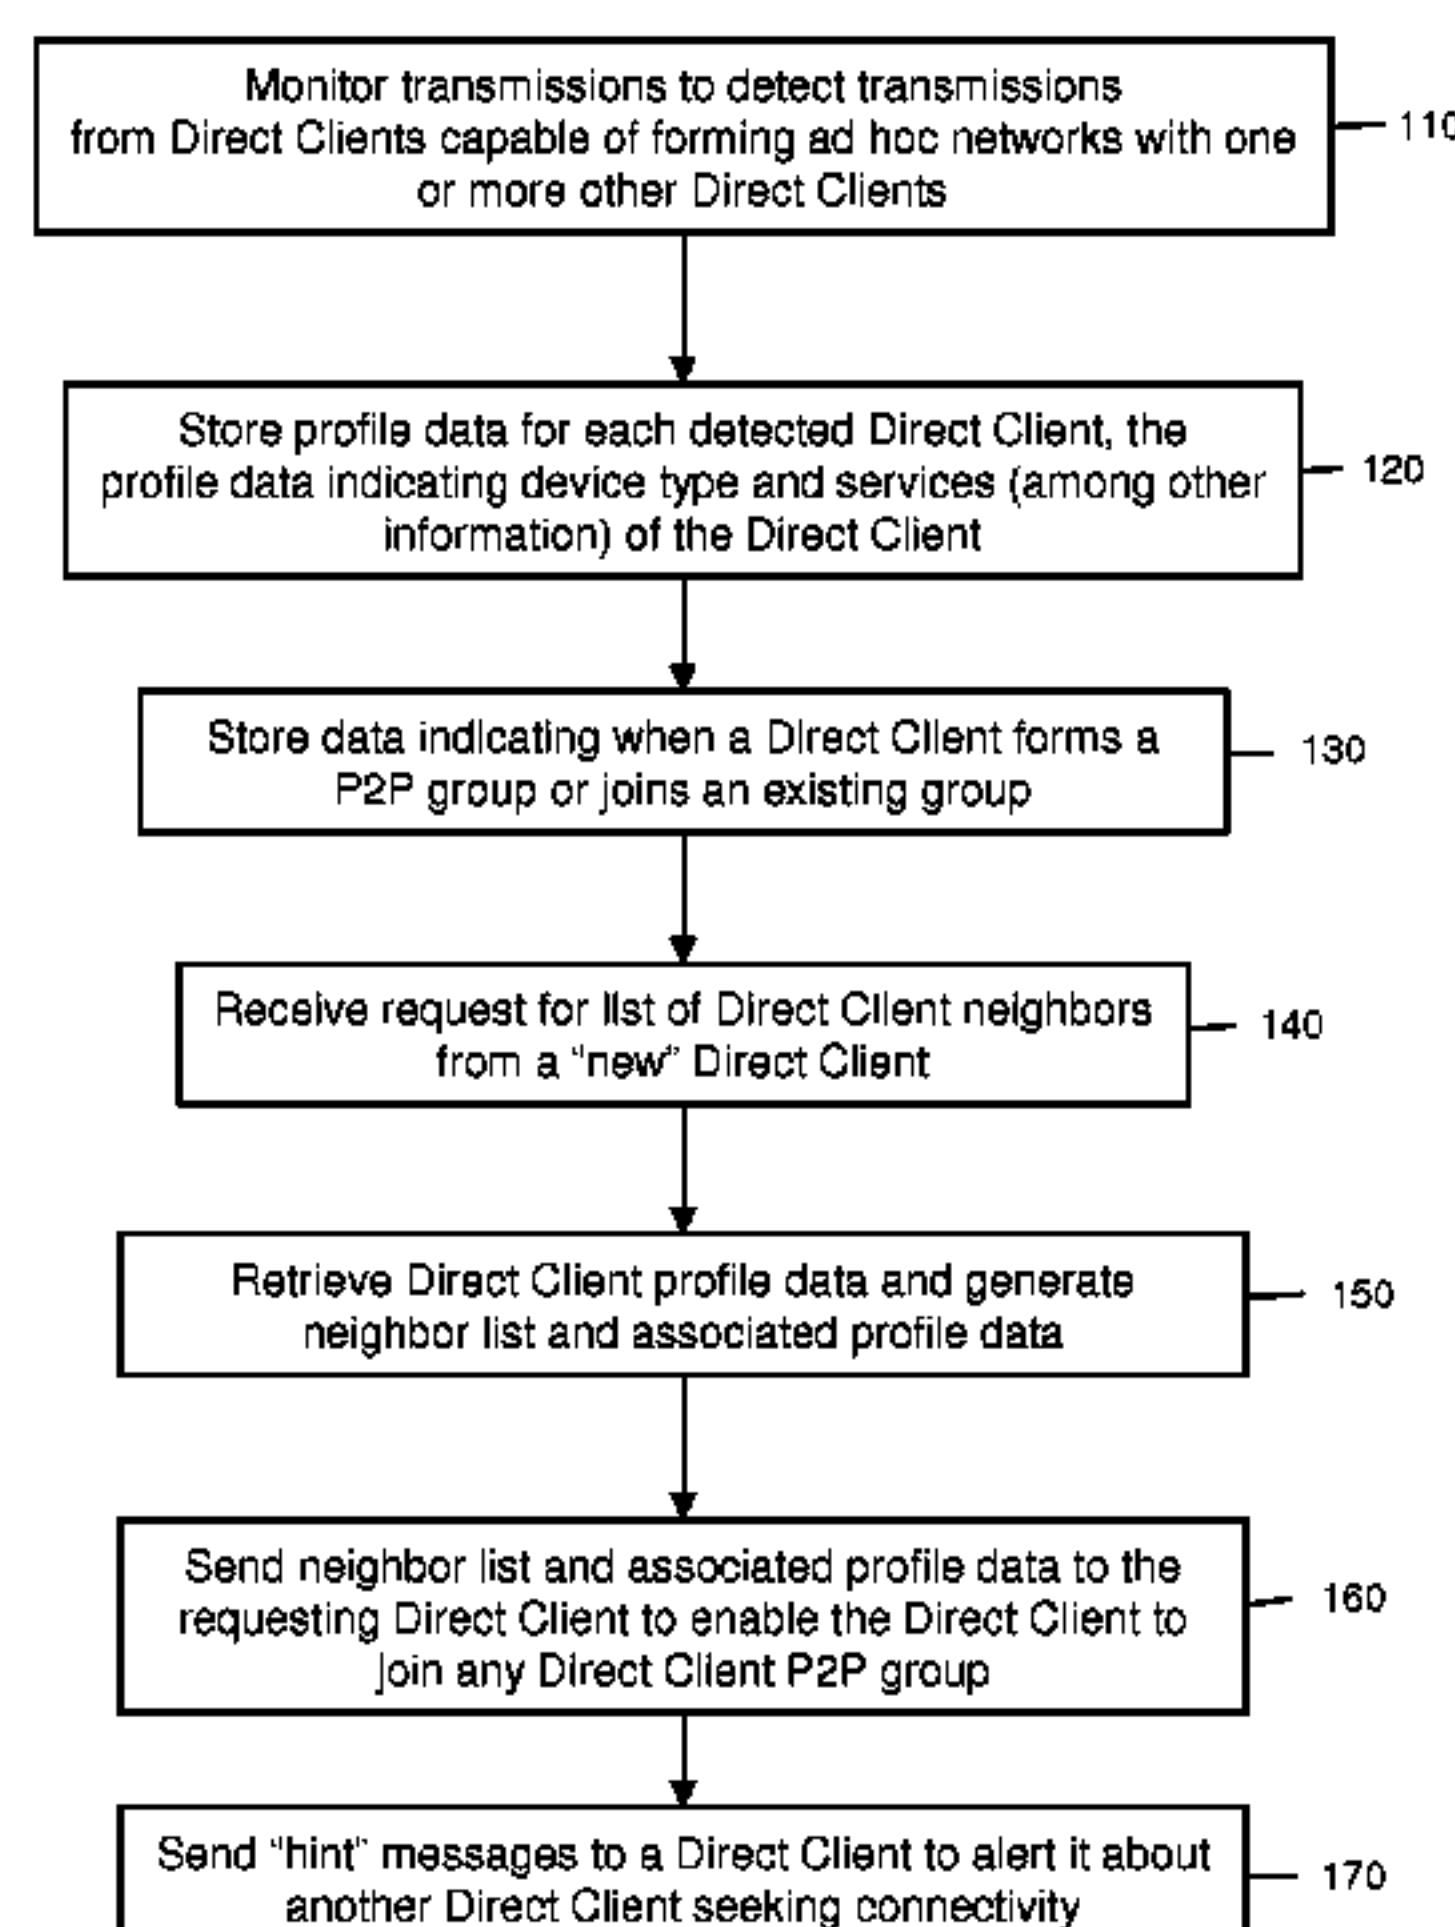 Monitor transmissions to detect transmissions
from Direct Clients capable of forming ad hoc networks with one
or more other Direct Clients
110
Store profile data for each detected Direct Client, the
profile data indicating device type and services (among other
information) of the Direct Client
120
Store data indicating when a Direct Client forms a
P2P group or joins an existing group
130
Receive request for list of Direct Client neighbors
from a "new" Direct Client
140
Retrieve Direct Client profile data and generate
neighbor list and associated profile data
150
Send neighbor list and associated profile data to the
requesting Direct Client to enable the Direct Client to
join any Direct Client P2P group
160
Send "hint" messages to a Direct Client to alert it about
another Direct Client seeking connectivity
170